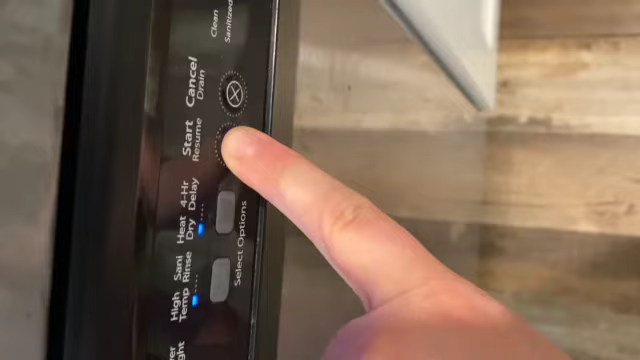 High
Temp
Sani
Rinse
Heat
Dry
4-Hr
Delay
Select Options
Start
Resume
Cancel
Drain
Clean
Sanitized